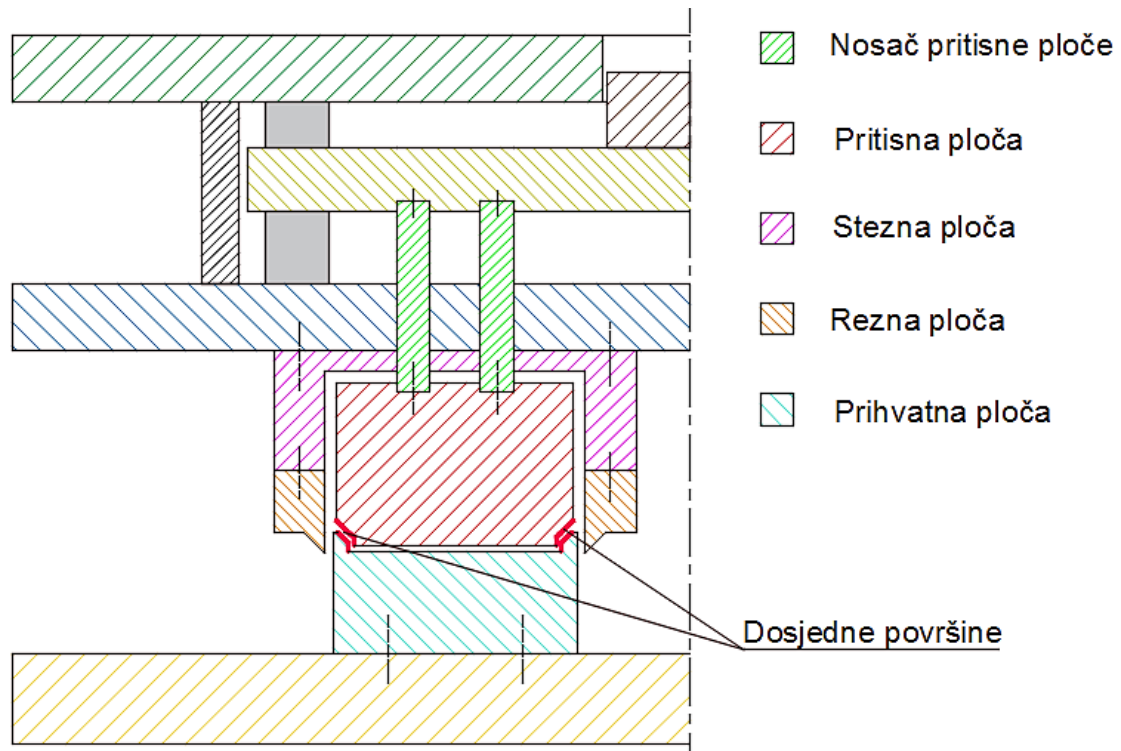 Nosač pritisne ploče
Pritisna ploča
Stezna ploča
Rezna ploča
Prihvatna ploča
Dosjedne površine